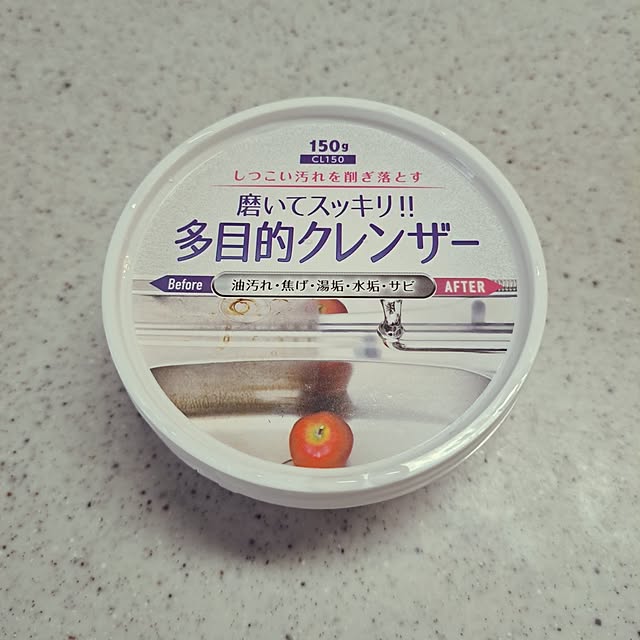 150g
CL150
しつこい汚れを削ぎ落とす
磨いてスッキリ!!
多目的クレンザー
Before 油汚れ・焦げ・湯垢・水垢・サビ AFTER